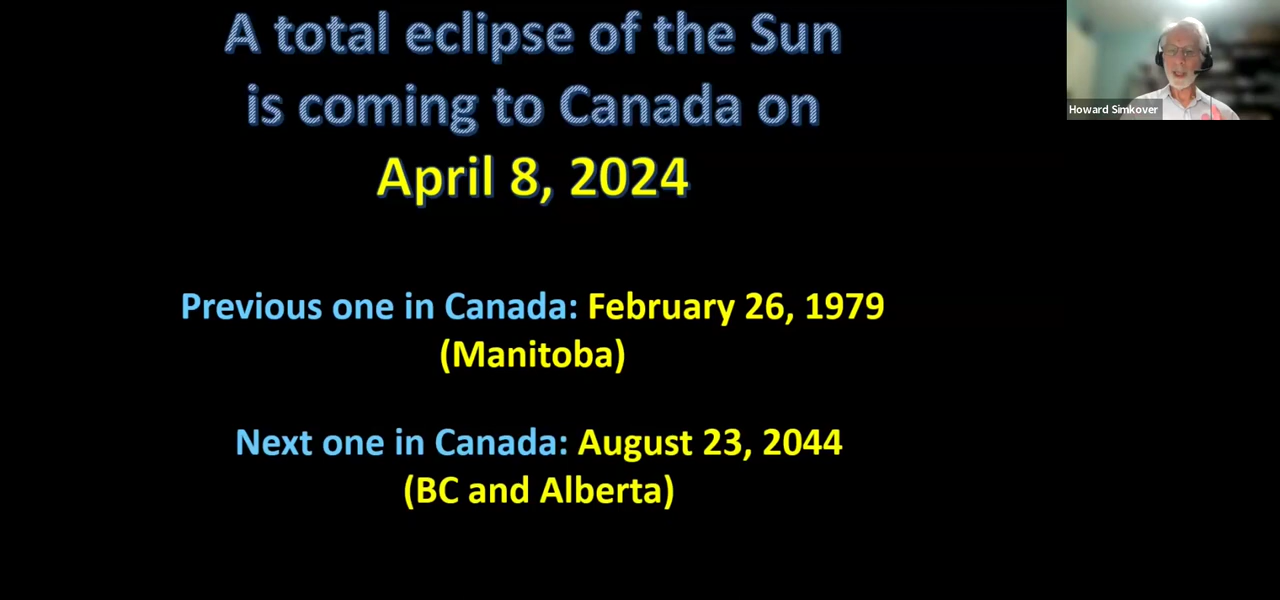 A total eclipse of the Sun
is coming to Canada on
April 8, 2024
Howard Simkover
Previous one in Canada: February 26, 1979
(Manitoba)
Next one in Canada: August 23, 2044
(BC and Alberta)